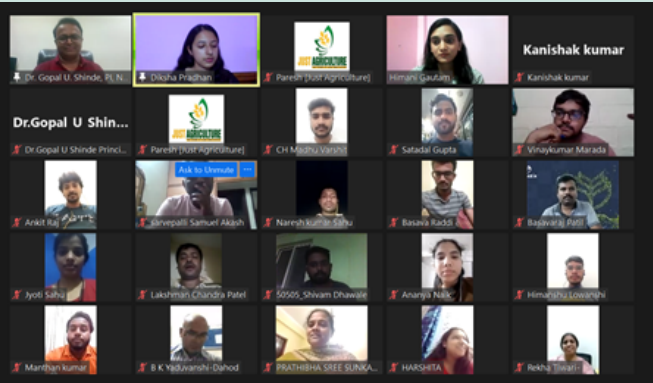 Dr. Gopal U. Shinde, PI, N...
Diksha Pradhan
JUST AGRICULTURE
Paresh [Just Agriculture]
Himani Gautam
Kanishak kumar
Kanishak kumar
Dr.Gopal U Shin...
Dr.Gopal U Shinde Princi...
JUST AGRICULTURE
Paresh [Just Agriculture]
CH Madhu Varshit
Satadal Gupta
Vinaykumar Marada
Ankit Raj
Ask to Unmute ...
sarvepalli Samuel Akash
Naresh kumar Sahu
Basava Raddi
Basavaraj Patil
Jyoti Sahu
Lakshman Chandra Patel
50505_Shivam Dhawale
Ananya Naik
Himanshu Lowanshi
Manthan kumar
B K Yaduvanshi-Dahod
PRATHIBHA SREE SUNKA...
HARSHITA
Rekha Tiwari-